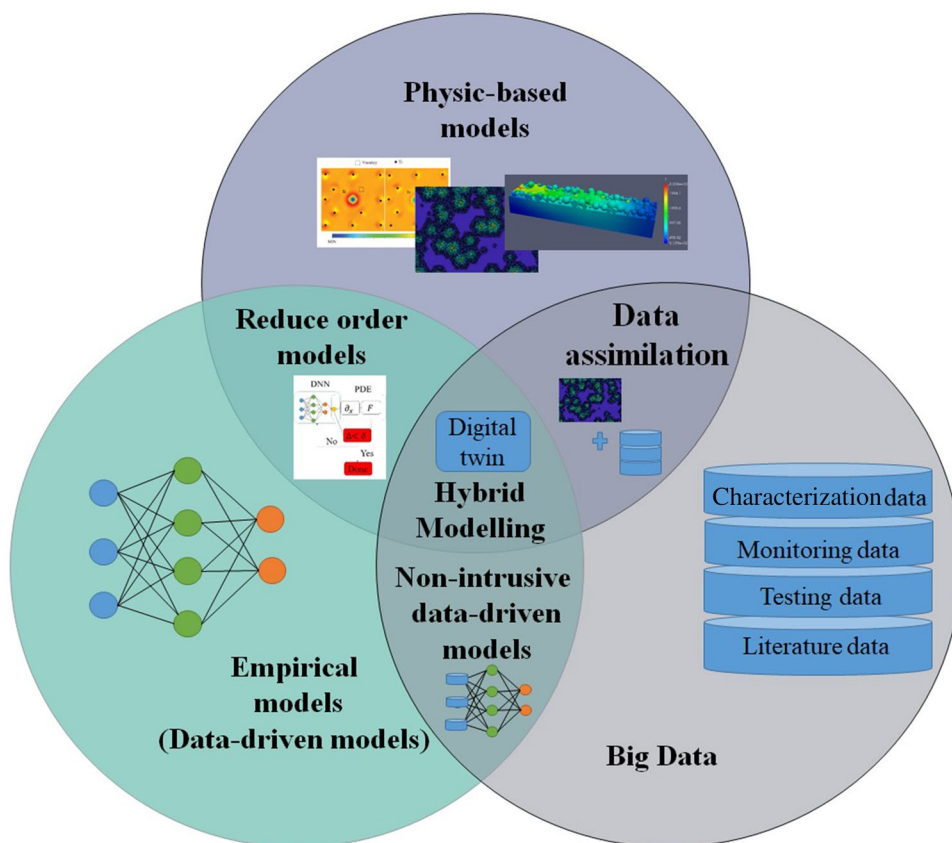 Physic-based
models
Reduce order
models
DNN PDE
No
Yes
Done
Data
assimilation
Digital
twin
Hybrid
Modelling
Non-intrusive
data-driven
models
Empirical
models
(Data-driven models)
Characterization data
Monitoring data
Testing data
Literature data
Big Data